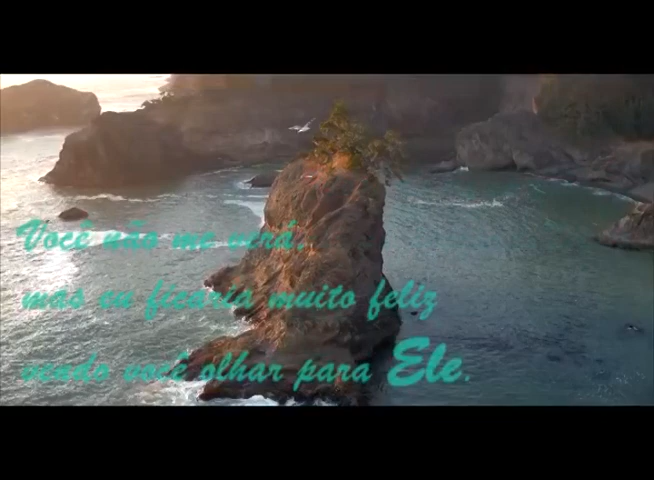 Você não me verá.
mas eu ficaria muito feliz
vendo você olhar para Ele.